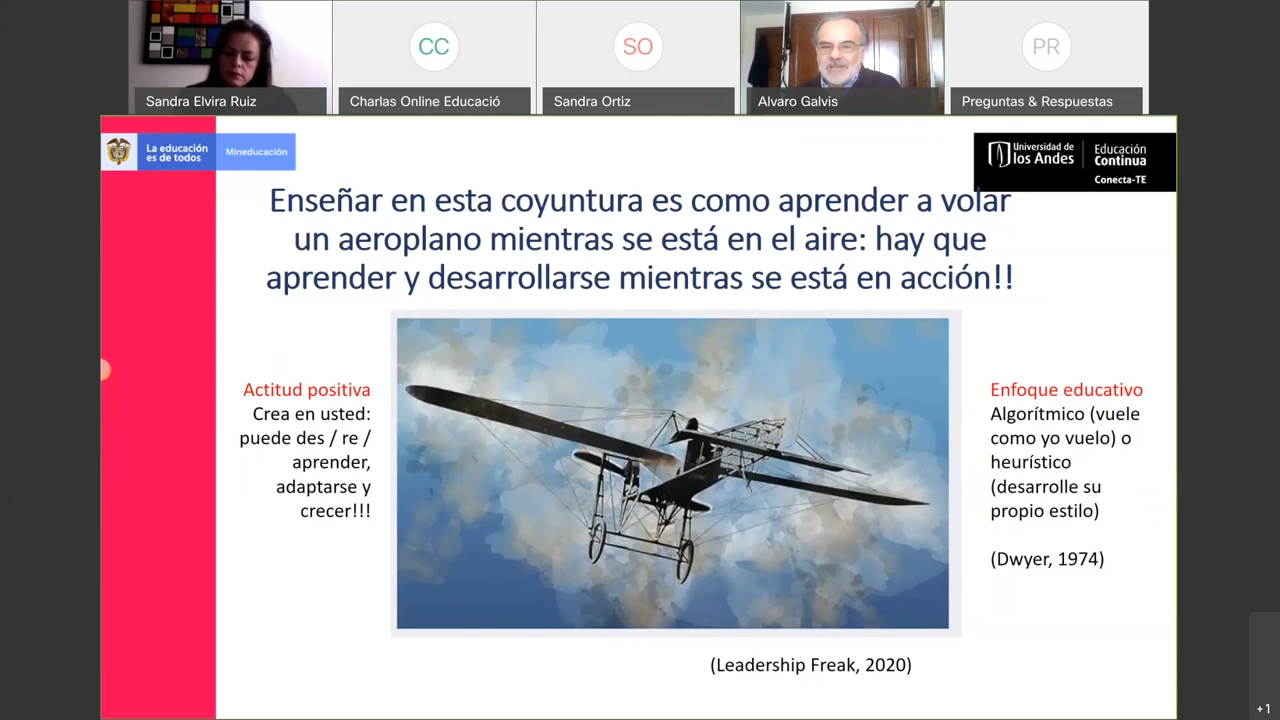 CC
SO
PR
Sandra Elvira Ruiz
Charlas Online Educació
Sandra Ortiz
Alvaro Galvis
Preguntas & Respuestas
La educación
es de todos
Mineducación
Universidad de
los Andes
Educación
Continua
Conecta-TE
Enseñar en esta coyuntura es como aprender a volar
un aeroplano mientras se está en el aire: hay que
aprender y desarrollarse mientras se está en acción!!
Actitud positiva
Crea en usted:
puede des / re /
aprender,
adaptarse y
crecer!!!
Enfoque educativo
Algorítmico (vuele
como yo vuelo) o
heurístico
(desarrolle su
propio estilo)
(Dwyer, 1974)
(Leadership Freak, 2020)
+1